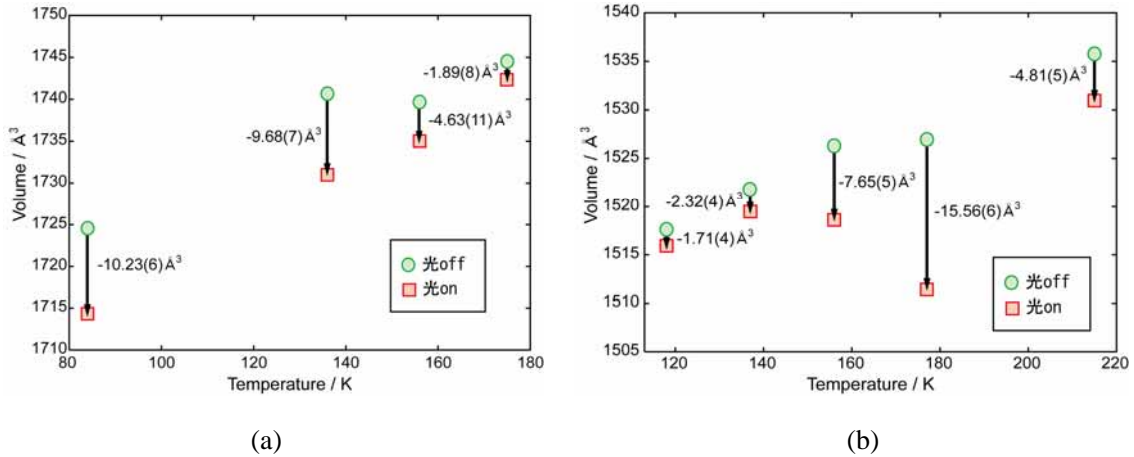 1750
1745
1740
1735
1730
1725
1720
1715
1710
Volume / Å³
80
100
120
140
160
180
Temperature / K
-10.23(6)Å³
-9.68(7)Å³
-4.63(11)Å³
-1.89(8)Å³
光off
光on
(a)
1540
1535
1530
1525
1520
1515
1510
1505
Volume / Å³
120
140
160
180
200
220
Temperature / K
-1.71(4)Å³
-2.32(4)Å³
-7.65(5)Å³
-15.56(6)Å³
-4.81(5)Å³
光off
光on
(b)